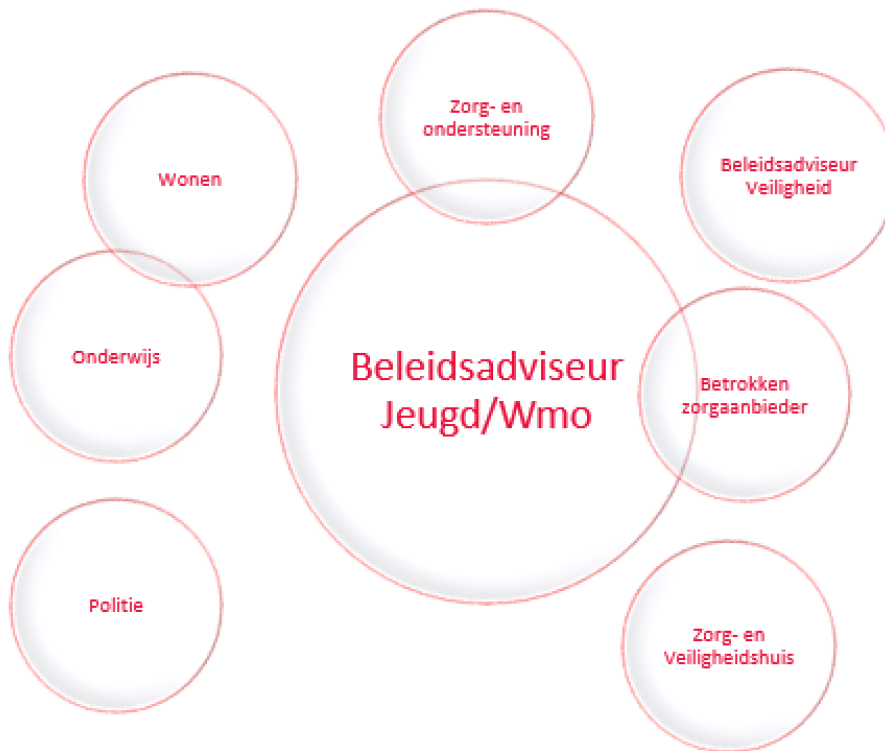 Zorg- en
ondersteuning
Wonen
Beleidsadviseur
Veiligheid
Onderwijs
Beleidsadviseur
Jeugd/Wmo
Betrokken
zorgaanbieder
Politie
Zorg- en
Veiligheidshuis